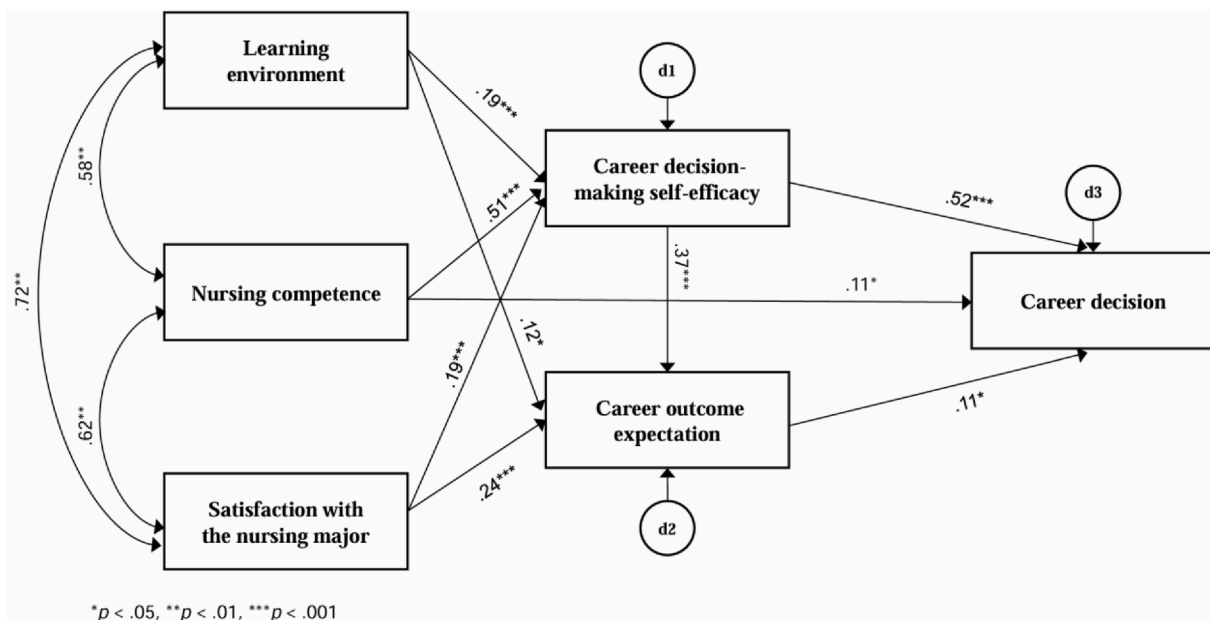 Learning
environment
d1
.19***
Career decision-
making self-efficacy
.58**
.51***
.52***
d3
.72**
Nursing competence
.37***
.11*
Career decision
.12*
.19***
.62**
Career outcome
expectation
.11*
.24***
Satisfaction with
the nursing major
d2
*p < .05, **p < .01, ***p < .001